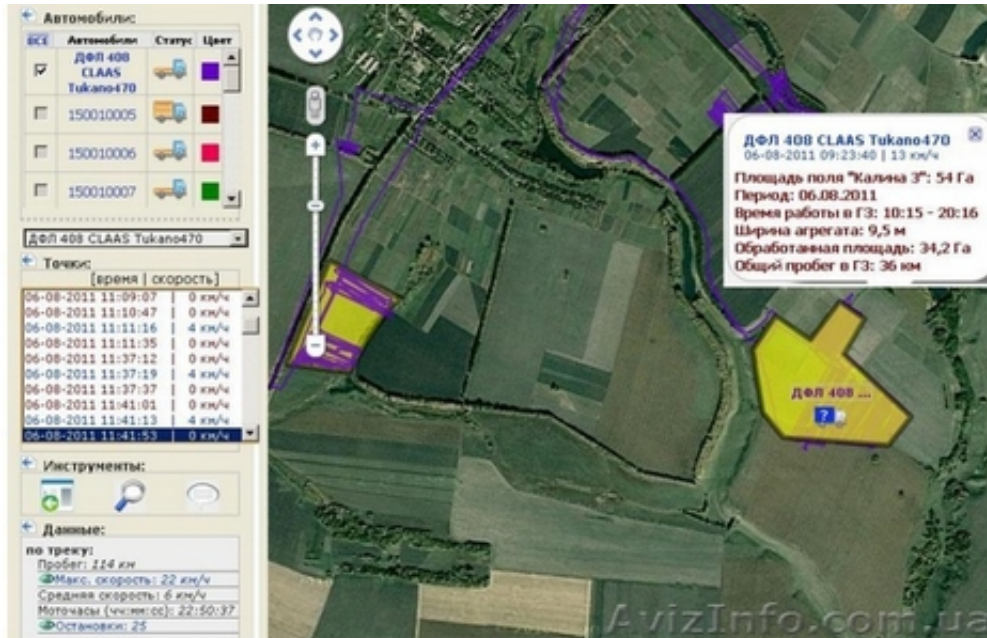 Автомобили:
ВСЕ Автомобили Статус Цвет
ДФЛ 408
CLAAS
Tukano470
150010005
150010006
150010007
ДФЛ 408 CLAAS Tukano470
Точки:
[время | скорость]
06-08-2011 11:09:07 | 0 км/ч
06-08-2011 11:10:47 | 0 км/ч
06-08-2011 11:11:16 | 4 км/ч
06-08-2011 11:11:35 | 0 км/ч
06-08-2011 11:37:12 | 0 км/ч
06-08-2011 11:37:19 | 4 км/ч
06-08-2011 11:37:37 | 0 км/ч
06-08-2011 11:41:01 | 0 км/ч
06-08-2011 11:41:13 | 4 км/ч
06-08-2011 11:41:53 | 0 км/ч
Инструменты:
Данные:
по треку:
Пробег: 114 км
Макс. скорость: 22 км/ч
Средняя скорость: 6 км/ч
Моточасы (чч:мм:сс): 22:50:37
Остановки: 25
ДФЛ 408 CLAAS Tukano470
06-08-2011 09:23:40 | 13 км/ч
Площадь поля "Калина 3": 54 Га
Период: 06.08.2011
Время работы в ГЗ: 10:15 - 20:16
Ширина агрегата: 9,5 м
Обработанная площадь: 34,2 Га
Общий пробег в ГЗ: 36 км
ДФЛ 408 ...
?
AvizInfo.com.ua